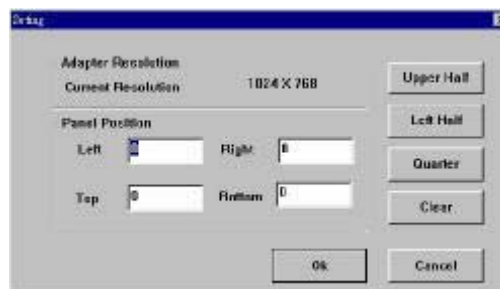 Setting
Adapter Resolution
Current Resolution 1024 X 768
Panel Position
Left 0 Right 0
Top 0 Bottom 0
Upper Half
Left Half
Quarter
Clear
Ok Cancel